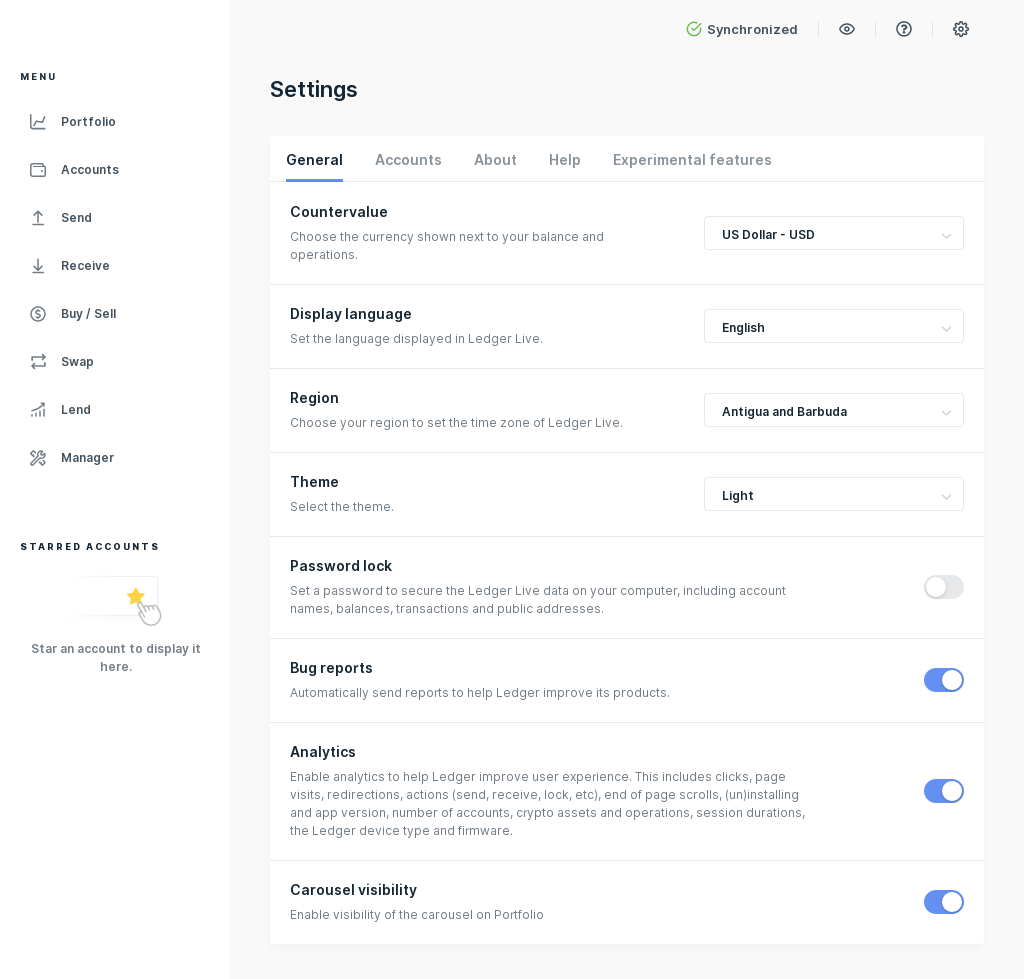 Synchronized
MENU
Portfolio
Accounts
Send
Receive
Buy / Sell
Swap
Lend
Manager
STARRED ACCOUNTS
Star an account to display it
here.
Settings
General Accounts About Help Experimental features
Countervalue
Choose the currency shown next to your balance and
operations.
US Dollar - USD
Display language
Set the language displayed in Ledger Live.
English
Region
Choose your region to set the time zone of Ledger Live.
Antigua and Barbuda
Theme
Select the theme.
Light
Password lock
Set a password to secure the Ledger Live data on your computer, including account
names, balances, transactions and public addresses.
Bug reports
Automatically send reports to help Ledger improve its products.
Analytics
Enable analytics to help Ledger improve user experience. This includes clicks, page
visits, redirections, actions (send, receive, lock, etc), end of page scrolls, (un)installing
and app version, number of accounts, crypto assets and operations, session durations,
the Ledger device type and firmware.
Carousel visibility
Enable visibility of the carousel on Portfolio